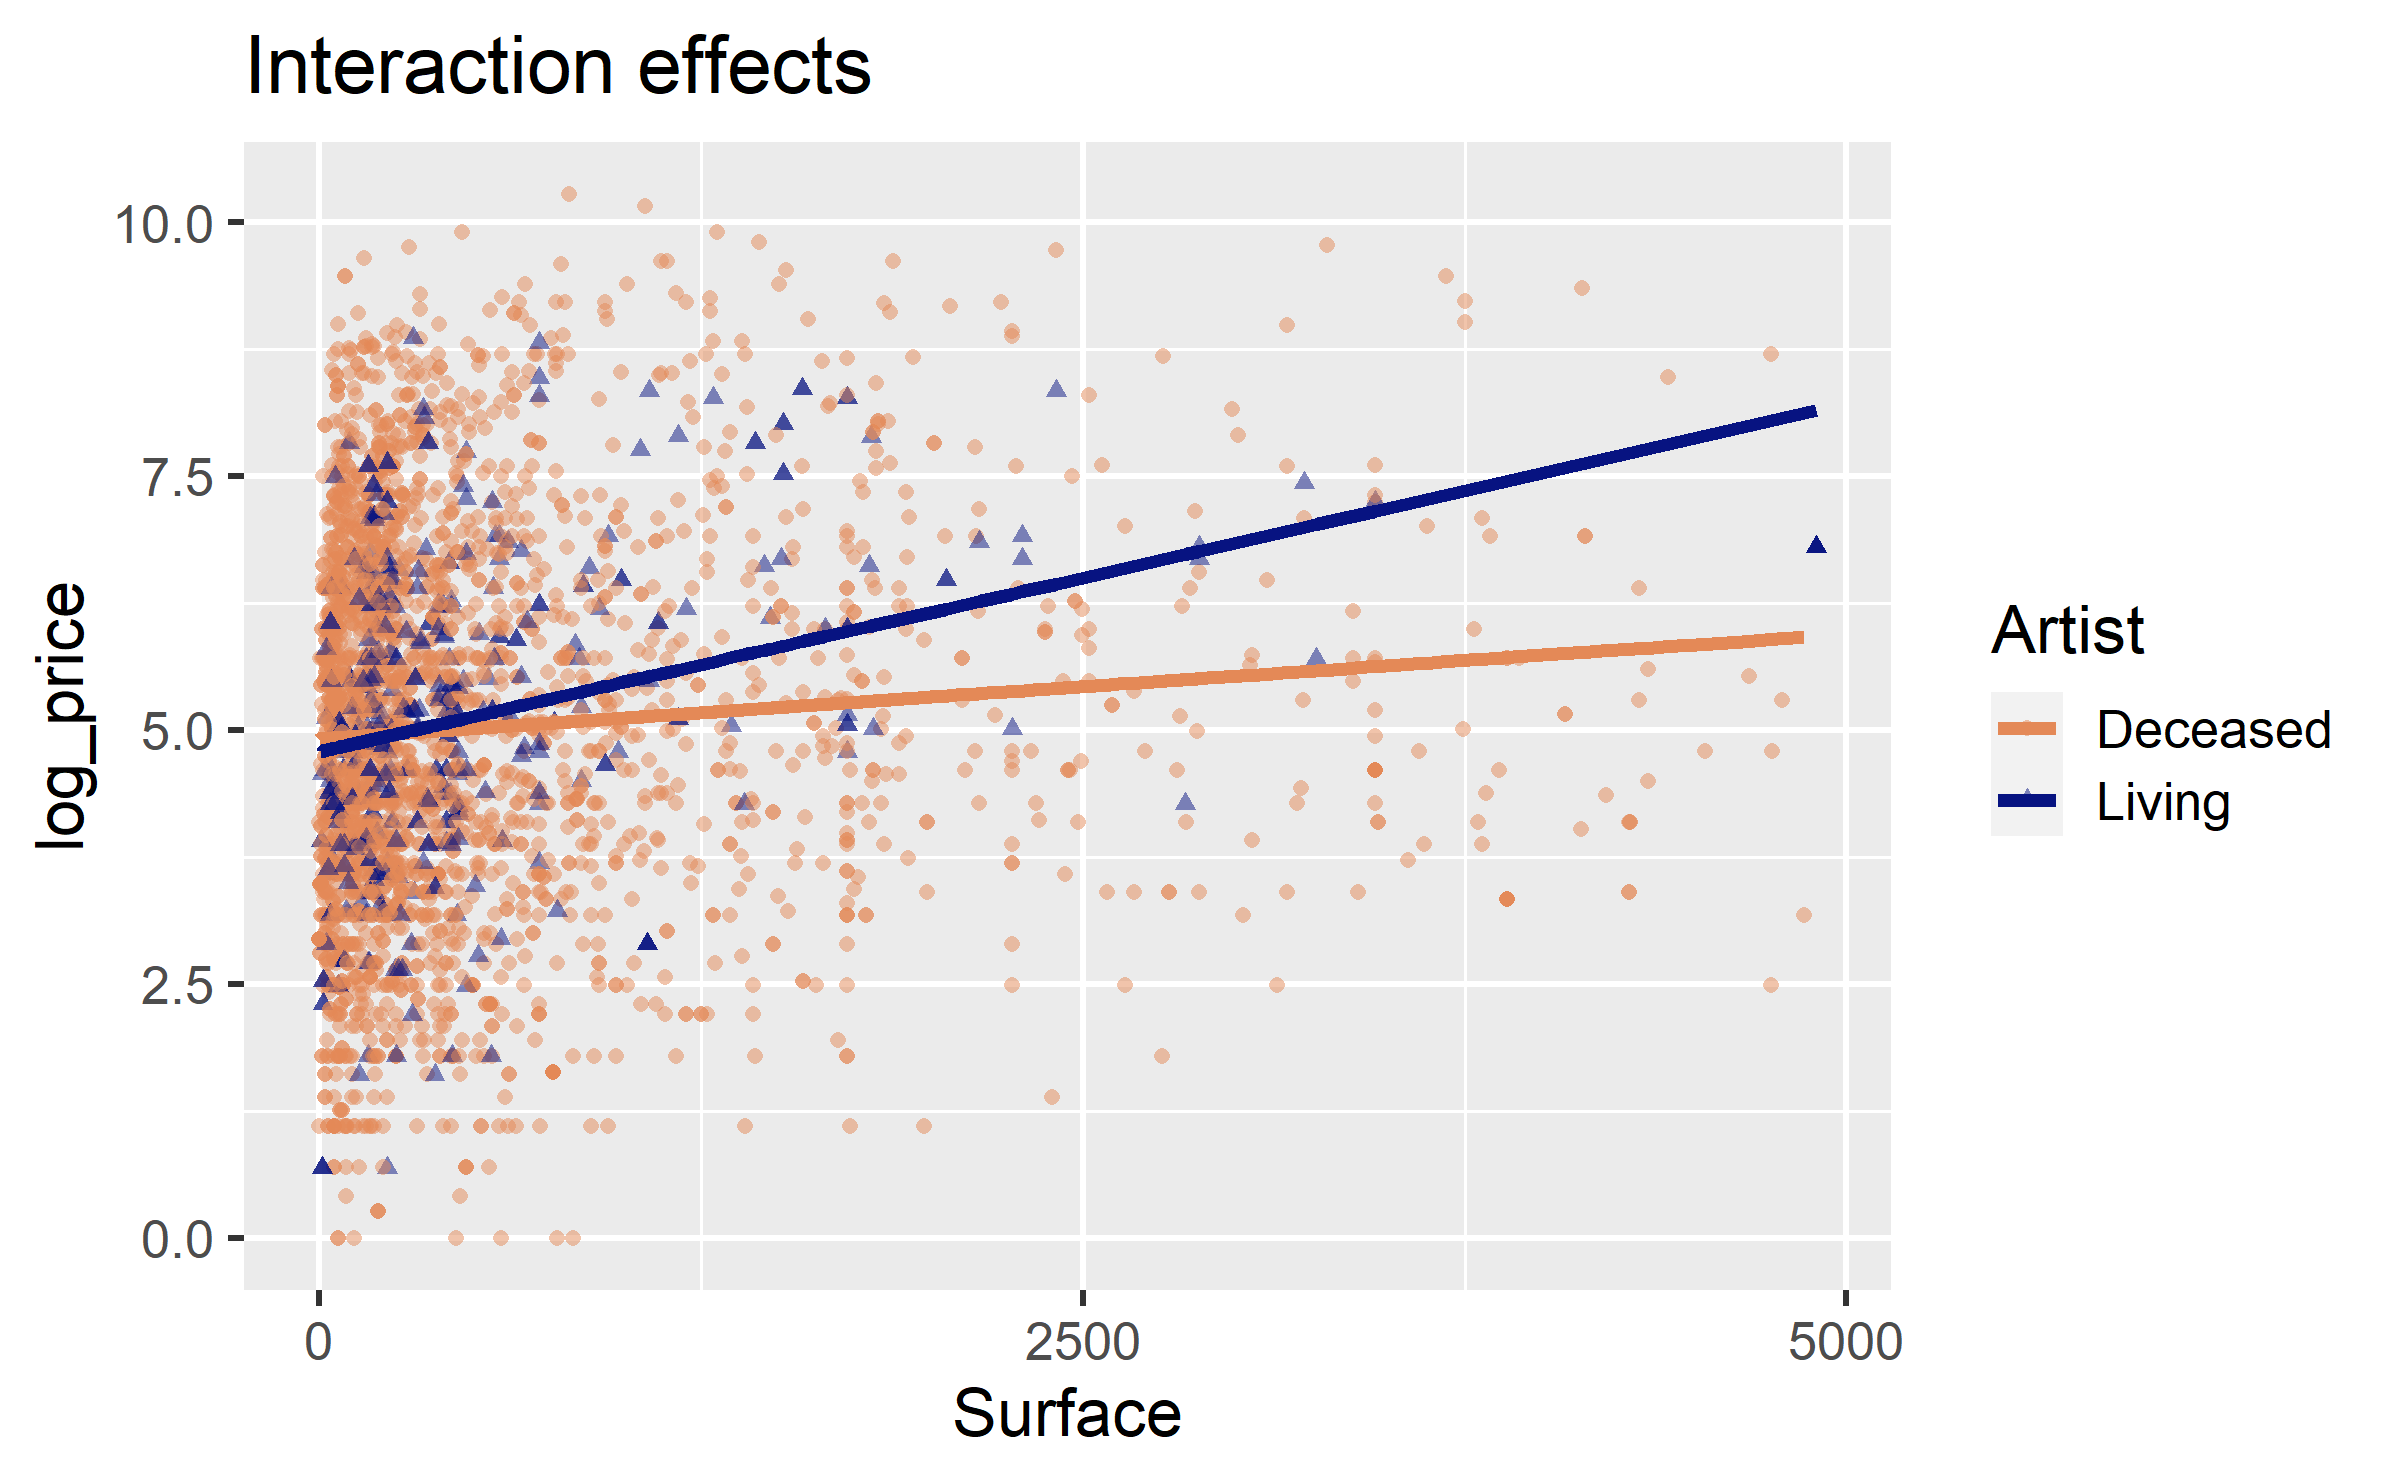 Interaction effects
10.0
7.5
5.0
2.5
0.0
log_price
0
2500
5000
Surface
Artist
Deceased
Living